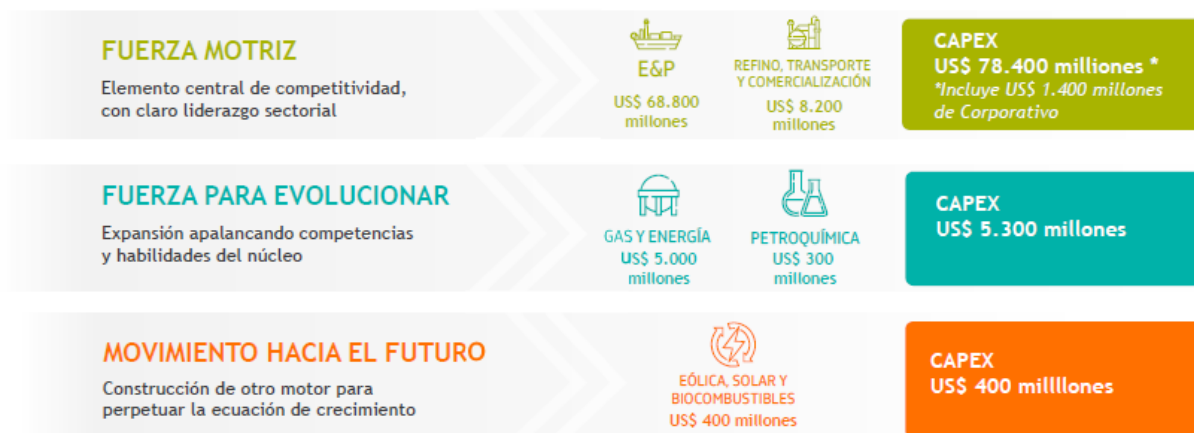 FUERZA MOTRIZ
Elemento central de competitividad,
con claro liderazgo sectorial
E&P
US$ 68.800
millones
REFINO, TRANSPORTE
Y COMERCIALIZACIÓN
US$ 8.200
millones
CAPEX
US$ 78.400 milliones *
*Incluye US$ 1.400 millones
de Corporativo
FUERZA PARA EVOLUCIONAR
Expansión apalancando competencias
y habilidades del núcleo
GAS Y ENERGÍA
US$ 5.000
millones
PETROQUÍMICA
US$ 300
millones
CAPEX
US$ 5.300 millones
MOVIMIENTO HACIA EL FUTURO
Construcción de otro motor para
perpetuar la ecuación de crecimiento
EÓLICA, SOLAR Y
BIOCOMBUSTIBLES
US$ 400 millones
CAPEX
US$ 400 millllones